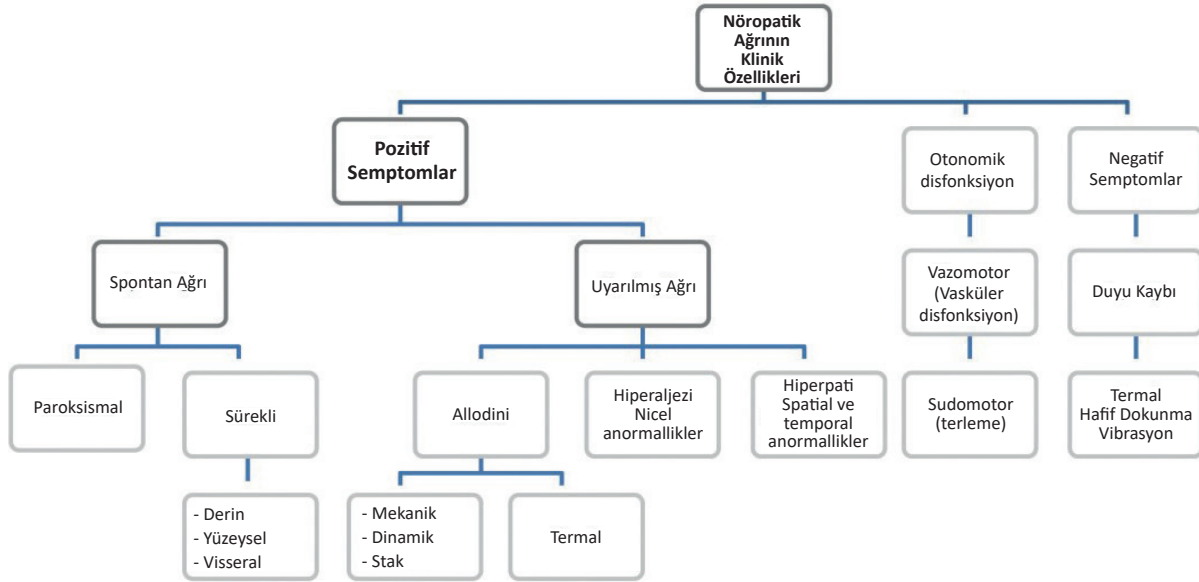 Nöropatik
Ağrının
Klinik
Özellikleri
Pozitif
Semptomlar
Otonomik
disfonksiyon
Negatif
Semptomlar
Spontan Ağrı
Uyarılmış Ağrı
Vazomotor
(Vasküler
disfonksiyon)
Duyu Kaybı
Paroksismal
Sürekli
Allodini
Hiperaljezi
Nicel
anormallikler
Hiperpati
Spatial ve
temporal
anormallikler
Sudomotor
(terleme)
Termal
Hafif Dokunma
Vibrasyon
- Derin
- Yüzeysel
- Visseral
- Mekanik
- Dinamik
- Stak
Termal